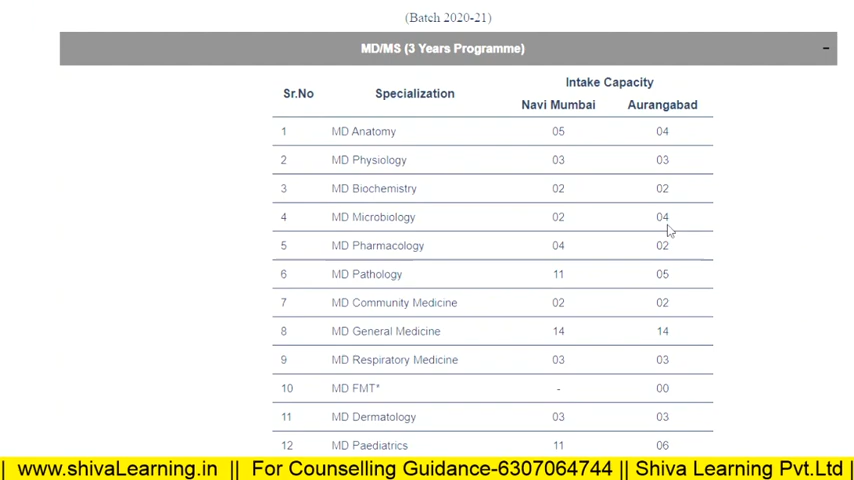 (Batch 2020-21)
MD/MS (3 Years Programme) -
Sr.No Specialization Intake Capacity
Navi Mumbai Aurangabad
1 MD Anatomy 05 04
2 MD Physiology 03 03
3 MD Biochemistry 02 02
4 MD Microbiology 02 04
5 MD Pharmacology 04 02
6 MD Pathology 11 05
7 MD Community Medicine 02 02
8 MD General Medicine 14 14
9 MD Respiratory Medicine 03 03
10 MD FMT* - 00
11 MD Dermatology 03 03
12 MD Paediatrics 11 06
| www.shivaLearning.in || For Counselling Guidance-6307064744 || Shiva Learning Pvt.Ltd |